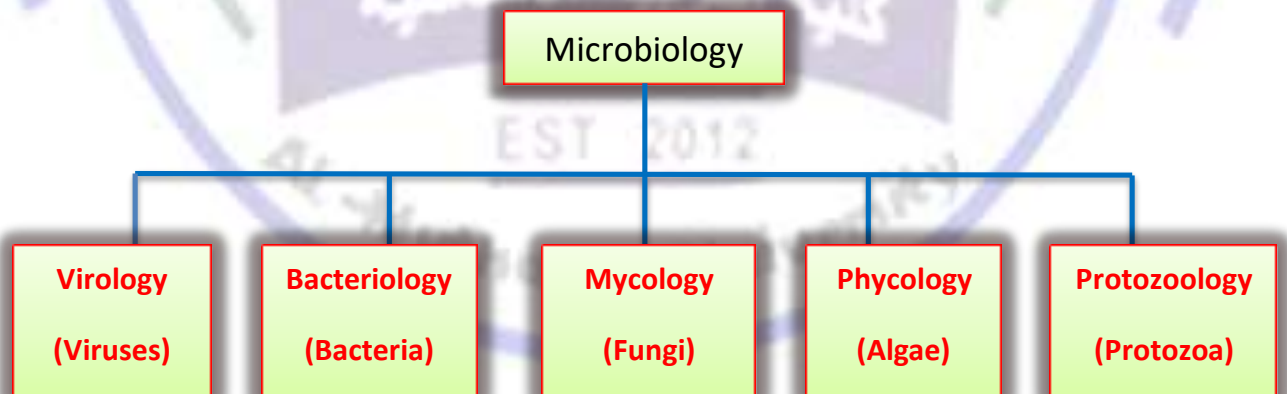 Microbiology
EST 2012
Virology
(Viruses)
Bacteriology
(Bacteria)
Mycology
(Fungi)
Phycology
(Algae)
Protozoology
(Protozoa)